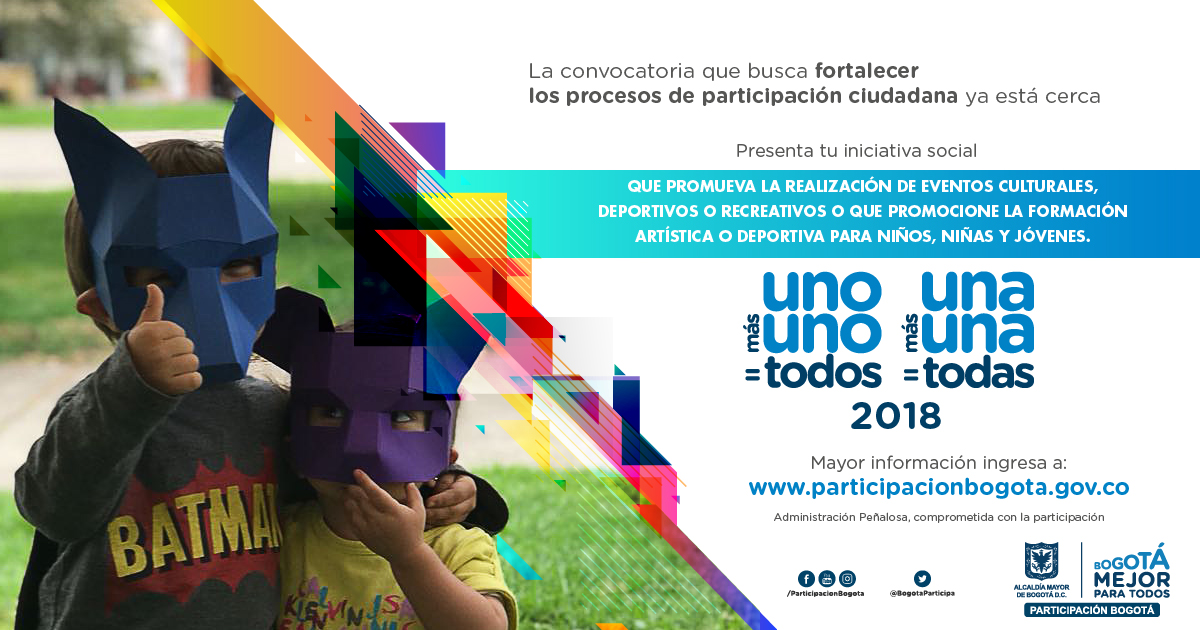 La convocatoria que busca fortalecer
los procesos de participación ciudadana ya está cerca
Presenta tu iniciativa social
QUE PROMUEVA LA REALIZACIÓN DE EVENTOS CULTURALES,
DEPORTIVOS O RECREATIVOS O QUE PROMOCIONE LA FORMACIÓN
ARTÍSTICA O DEPORTIVA PARA NIÑOS, NIÑAS Y JÓVENES.
uno
más uno
=todos
una
más una
=todas
2018
Mayor información ingresa a:
www.participacionbogota.gov.co
Administración Peñalosa, comprometida con la participación
/ParticipacionBogota
@BogotaParticipa
ALCALDÍA MAYOR
DE BOGOTÁ D.C.
BOGOTÁ
MEJOR
PARA TODOS
PARTICIPACIÓN BOGOTÁ
BATMAN